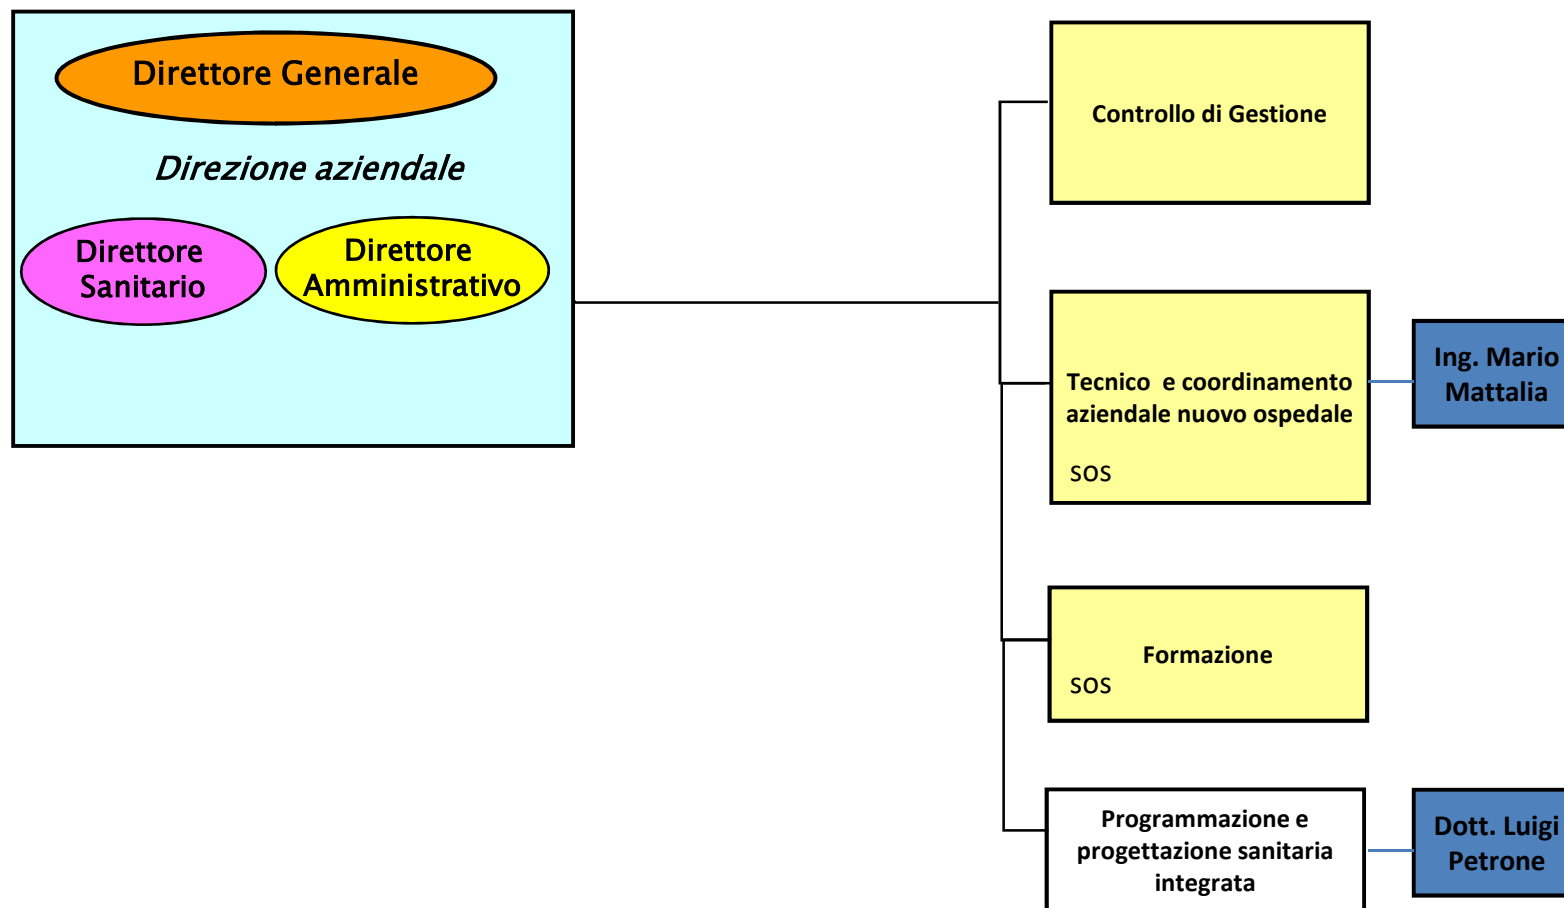 Direttore Generale
Direzione aziendale
Direttore
Sanitario
Direttore
Amministrativo
Controllo di Gestione
Tecnico e coordinamento
aziendale nuovo ospedale
SOS
Ing. Mario
Mattalia
Formazione
SOS
Programmazione e
progettazione sanitaria
integrata
Dott. Luigi
Petrone